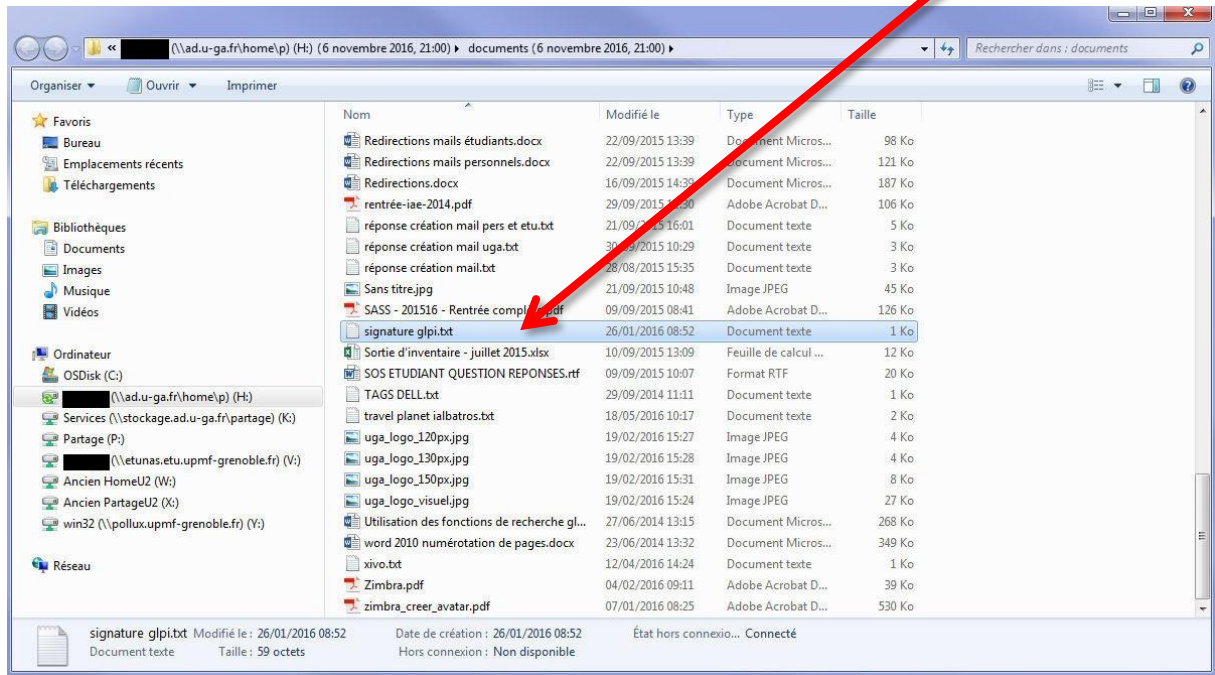 « (\\ad.u-ga.fr\home\p) (H:) (6 novembre 2016, 21:00) documents (6 novembre 2016, 21:00) Rechercher dans : documents
Organiser Ouvrir Imprimer
Favoris
Bureau
Emplacements récents
Téléchargements
Bibliothèques
Documents
Images
Musique
Vidéos
Ordinateur
OSDisk (C:)
(\\ad.u-ga.fr\home\p) (H:)
Services (\\stockage.ad.u-ga.fr\partage) (K:)
Partage (P:)
(\\etunas.etu.upmf-grenoble.fr) (V:)
Ancien HomeU2 (W:)
Ancien PartageU2 (X:)
win32 (\\pollux.upmf-grenoble.fr) (Y:)
Réseau
Nom Modifié le Type Taille
Redirections mails étudiants.docx 22/09/2015 13:39 Document Micros... 98 Ko
Redirections mails personnels.docx 22/09/2015 13:39 Document Micros... 121 Ko
Redirections.docx 16/09/2015 14:39 Document Micros... 187 Ko
rentrée-iae-2014.pdf 29/09/2015 Adobe Acrobat D... 106 Ko
réponse création mail pers et etu.txt 21/09/2015 16:01 Document texte 5 Ko
réponse création mail uga.txt 30/09/2015 10:29 Document texte 3 Ko
réponse création mail.txt 28/08/2015 15:35 Document texte 3 Ko
Sans titre.jpg 21/09/2015 10:48 Image JPEG 45 Ko
SASS - 201516 - Rentrée 09/09/2015 08:41 Adobe Acrobat D... 126 Ko
signature glpi.txt 26/01/2016 08:52 Document texte 1 Ko
Sortie d'inventaire - juillet 2015.xlsx 10/09/2015 13:09 Feuille de calcul ... 12 Ko
SOS ETUDIANT QUESTION REPONSES.rtf 09/09/2015 10:07 Format RTF 20 Ko
TAGS DELL.txt 29/09/2014 11:11 Document texte 1 Ko
travel planet ialbatros.txt 18/05/2016 10:17 Document texte 2 Ko
uga_logo_120px.jpg 19/02/2016 15:27 Image JPEG 4 Ko
uga_logo_130px.jpg 19/02/2016 15:28 Image JPEG 4 Ko
uga_logo_150px.jpg 19/02/2016 15:31 Image JPEG 8 Ko
uga_logo_visuel.jpg 19/02/2016 15:24 Image JPEG 27 Ko
Utilisation des fonctions de recherche gl... 27/06/2014 13:15 Document Micros... 268 Ko
word 2010 numérotation de pages.docx 23/06/2014 13:32 Document Micros... 349 Ko
xivo.txt 12/04/2016 14:24 Document texte 1 Ko
Zimbra.pdf 04/02/2016 09:11 Adobe Acrobat D... 39 Ko
zimbra_creer_avatar.pdf 07/01/2016 08:25 Adobe Acrobat D... 530 Ko
signature glpi.txt Modifié le : 26/01/2016 08:52 Date de création : 26/01/2016 08:52 État hors connexio... Connecté
Document texte Taille : 59 octets Hors connexion : Non disponible